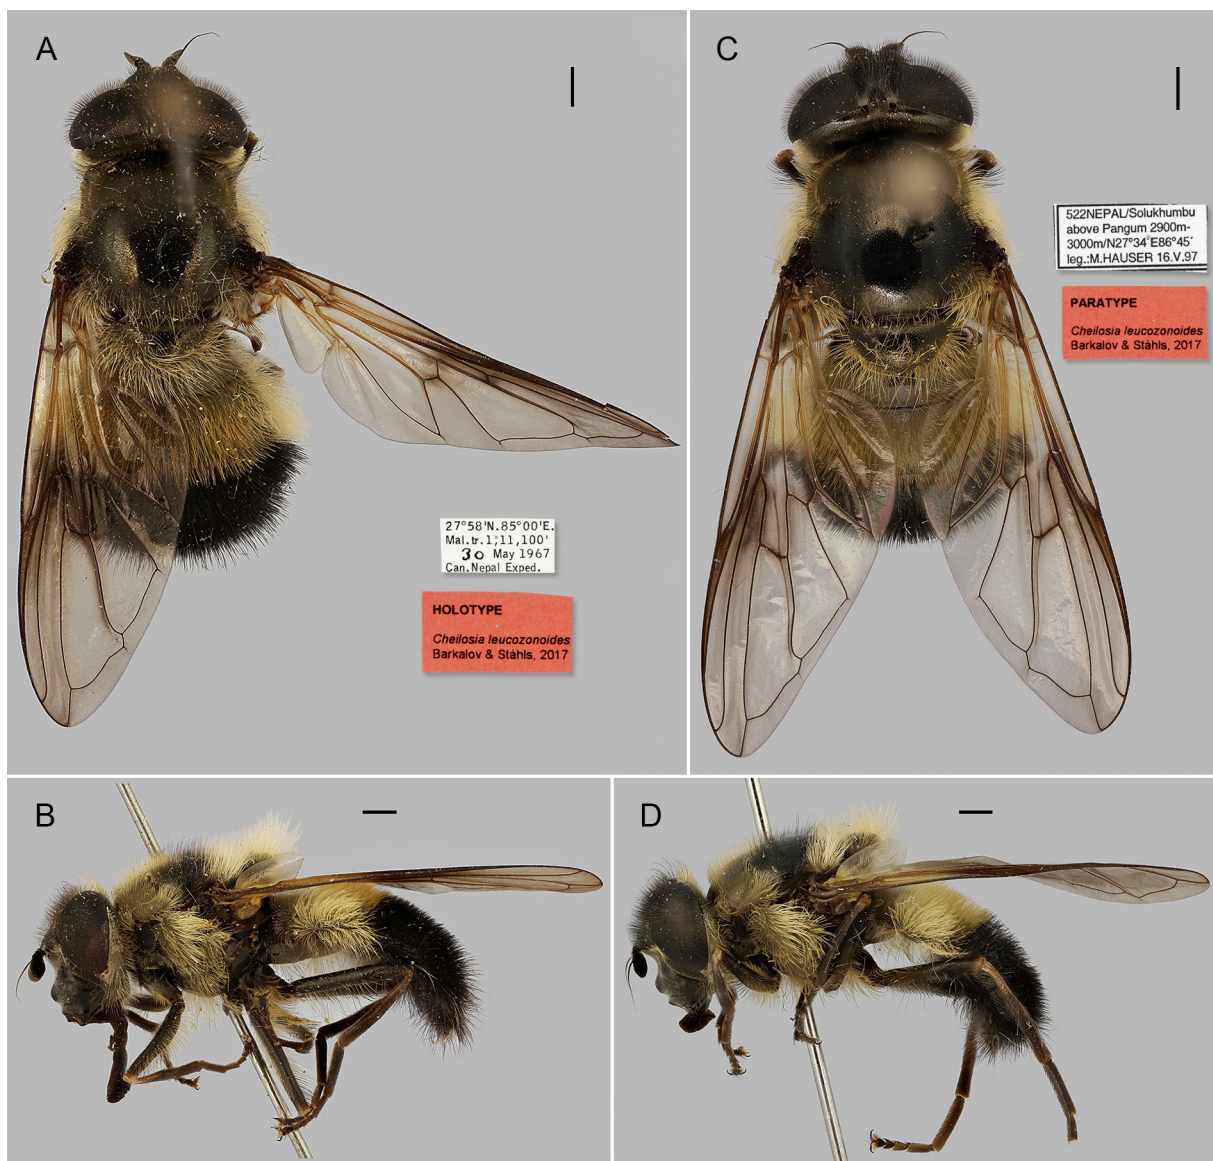 A
27°58'N.85°00'E.
Mal.tr.1,11,100'
30 May 1967
Can.Nepal Exped.
HOLOTYPE
Cheilosia leucozonoides
Barkalov & Ståhls, 2017
C
522NEPAL/Solukhumbu
above Pangum 2900m-
3000m/N27°34'E86°45'
leg.:M.HAUSER 16.V.97
PARATYPE
Cheilosia leucozonoides
Barkalov & Ståhls, 2017
B
D